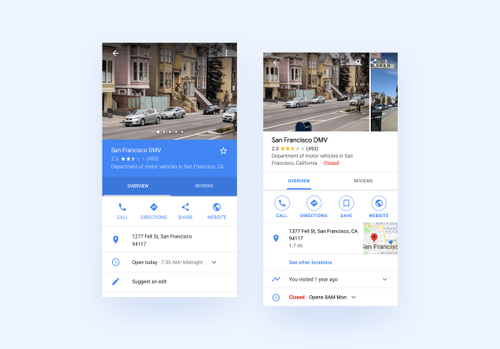 San Francisco DMV
2.3 (493)
Department of motor vehicles in San Francisco, Ca
OVERVIEW REVIEWS
CALL DIRECTIONS SHARE WEBSITE
1277 Fell St, San Francisco
94117
Open today · 7:30 AM - Midnight
Suggest an edit
San Francisco DMV
2.3 (493)
Department of motor vehicles in San
Francisco, California · Closed
OVERVIEW REVIEWS
CALL DIRECTIONS SAVE WEBSITE
1377 Fell St, San Francisco, CA
94117
1.7 mi
San Francisco
See other locations
You visited 1 year ago
Closed · Opens 8AM Mon